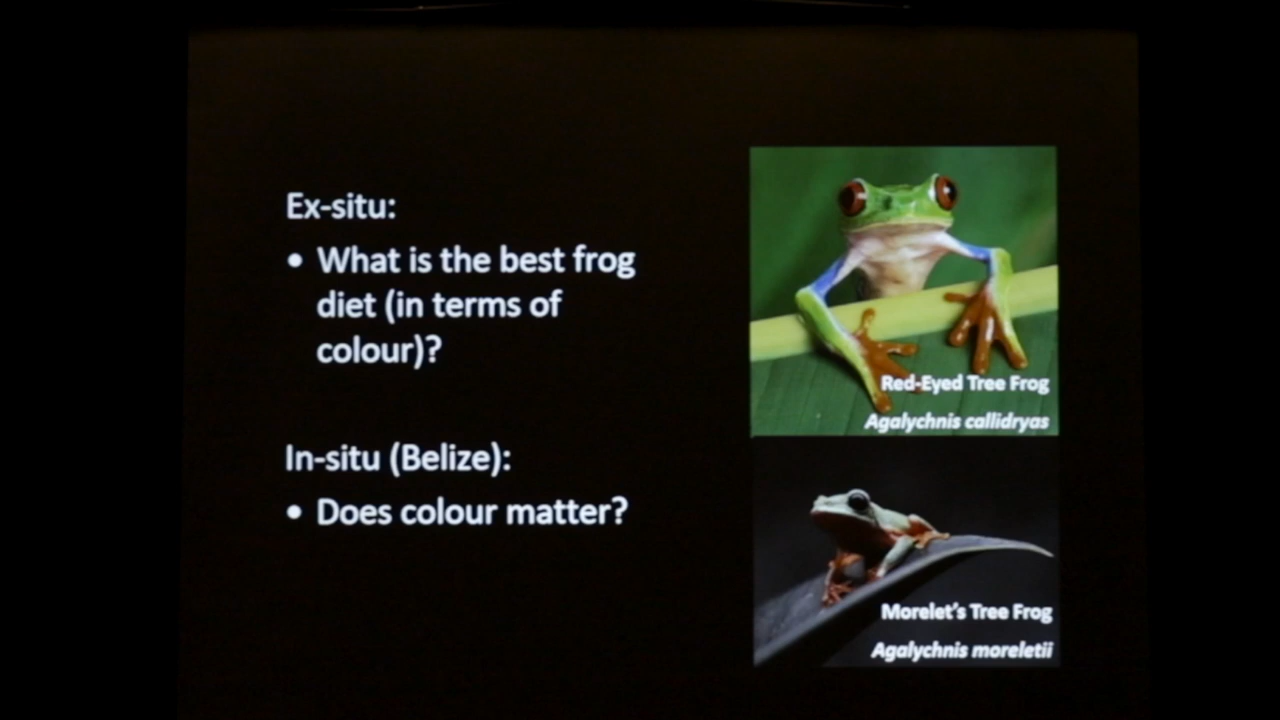 Ex-situ:
• What is the best frog
diet (in terms of
colour)?
In-situ (Belize):
• Does colour matter?
Red-Eyed Tree Frog
Agalychnis callidryas
Morelet's Tree Frog
Agalychnis moreletii